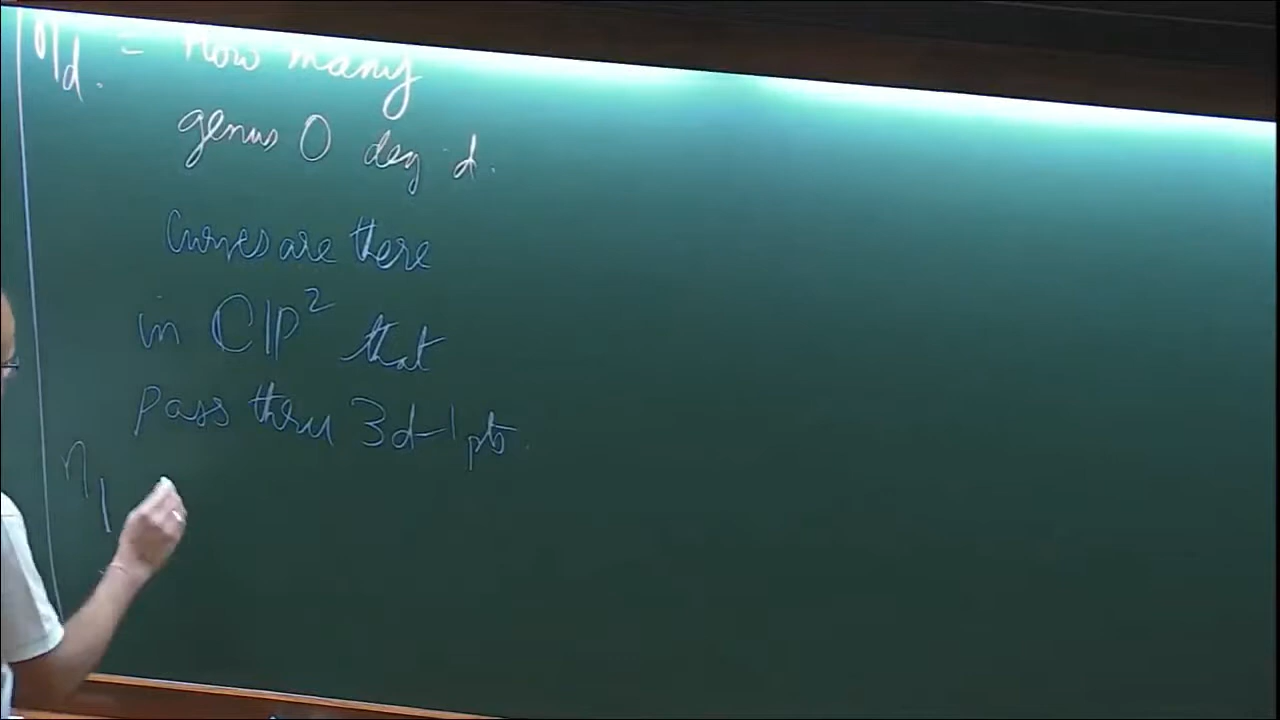 n_d. = How many
genus 0 deg d.
Curves are there
in ℂℙ² that
pass thru 3d-1 pts.
n_1